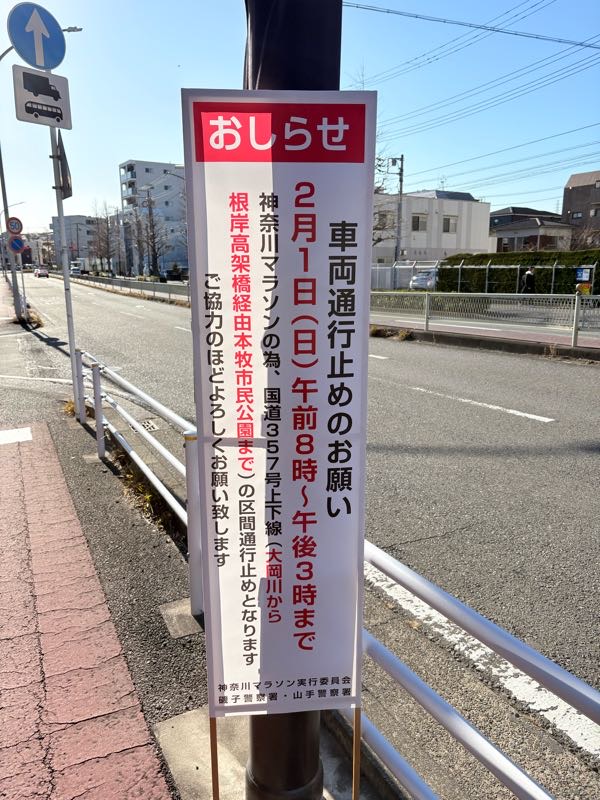 おしらせ
車両通行止めのお願い
2月1日(日)午前8時〜午後3時まで
神奈川マラソンの為、国道357号上下線(大岡川から
根岸高架橋経由本牧市民公園まで)の区間通行止めとなります
ご協力のほどよろしくお願い致します
神奈川マラソン実行委員会
磯子警察署・山手警察署
50